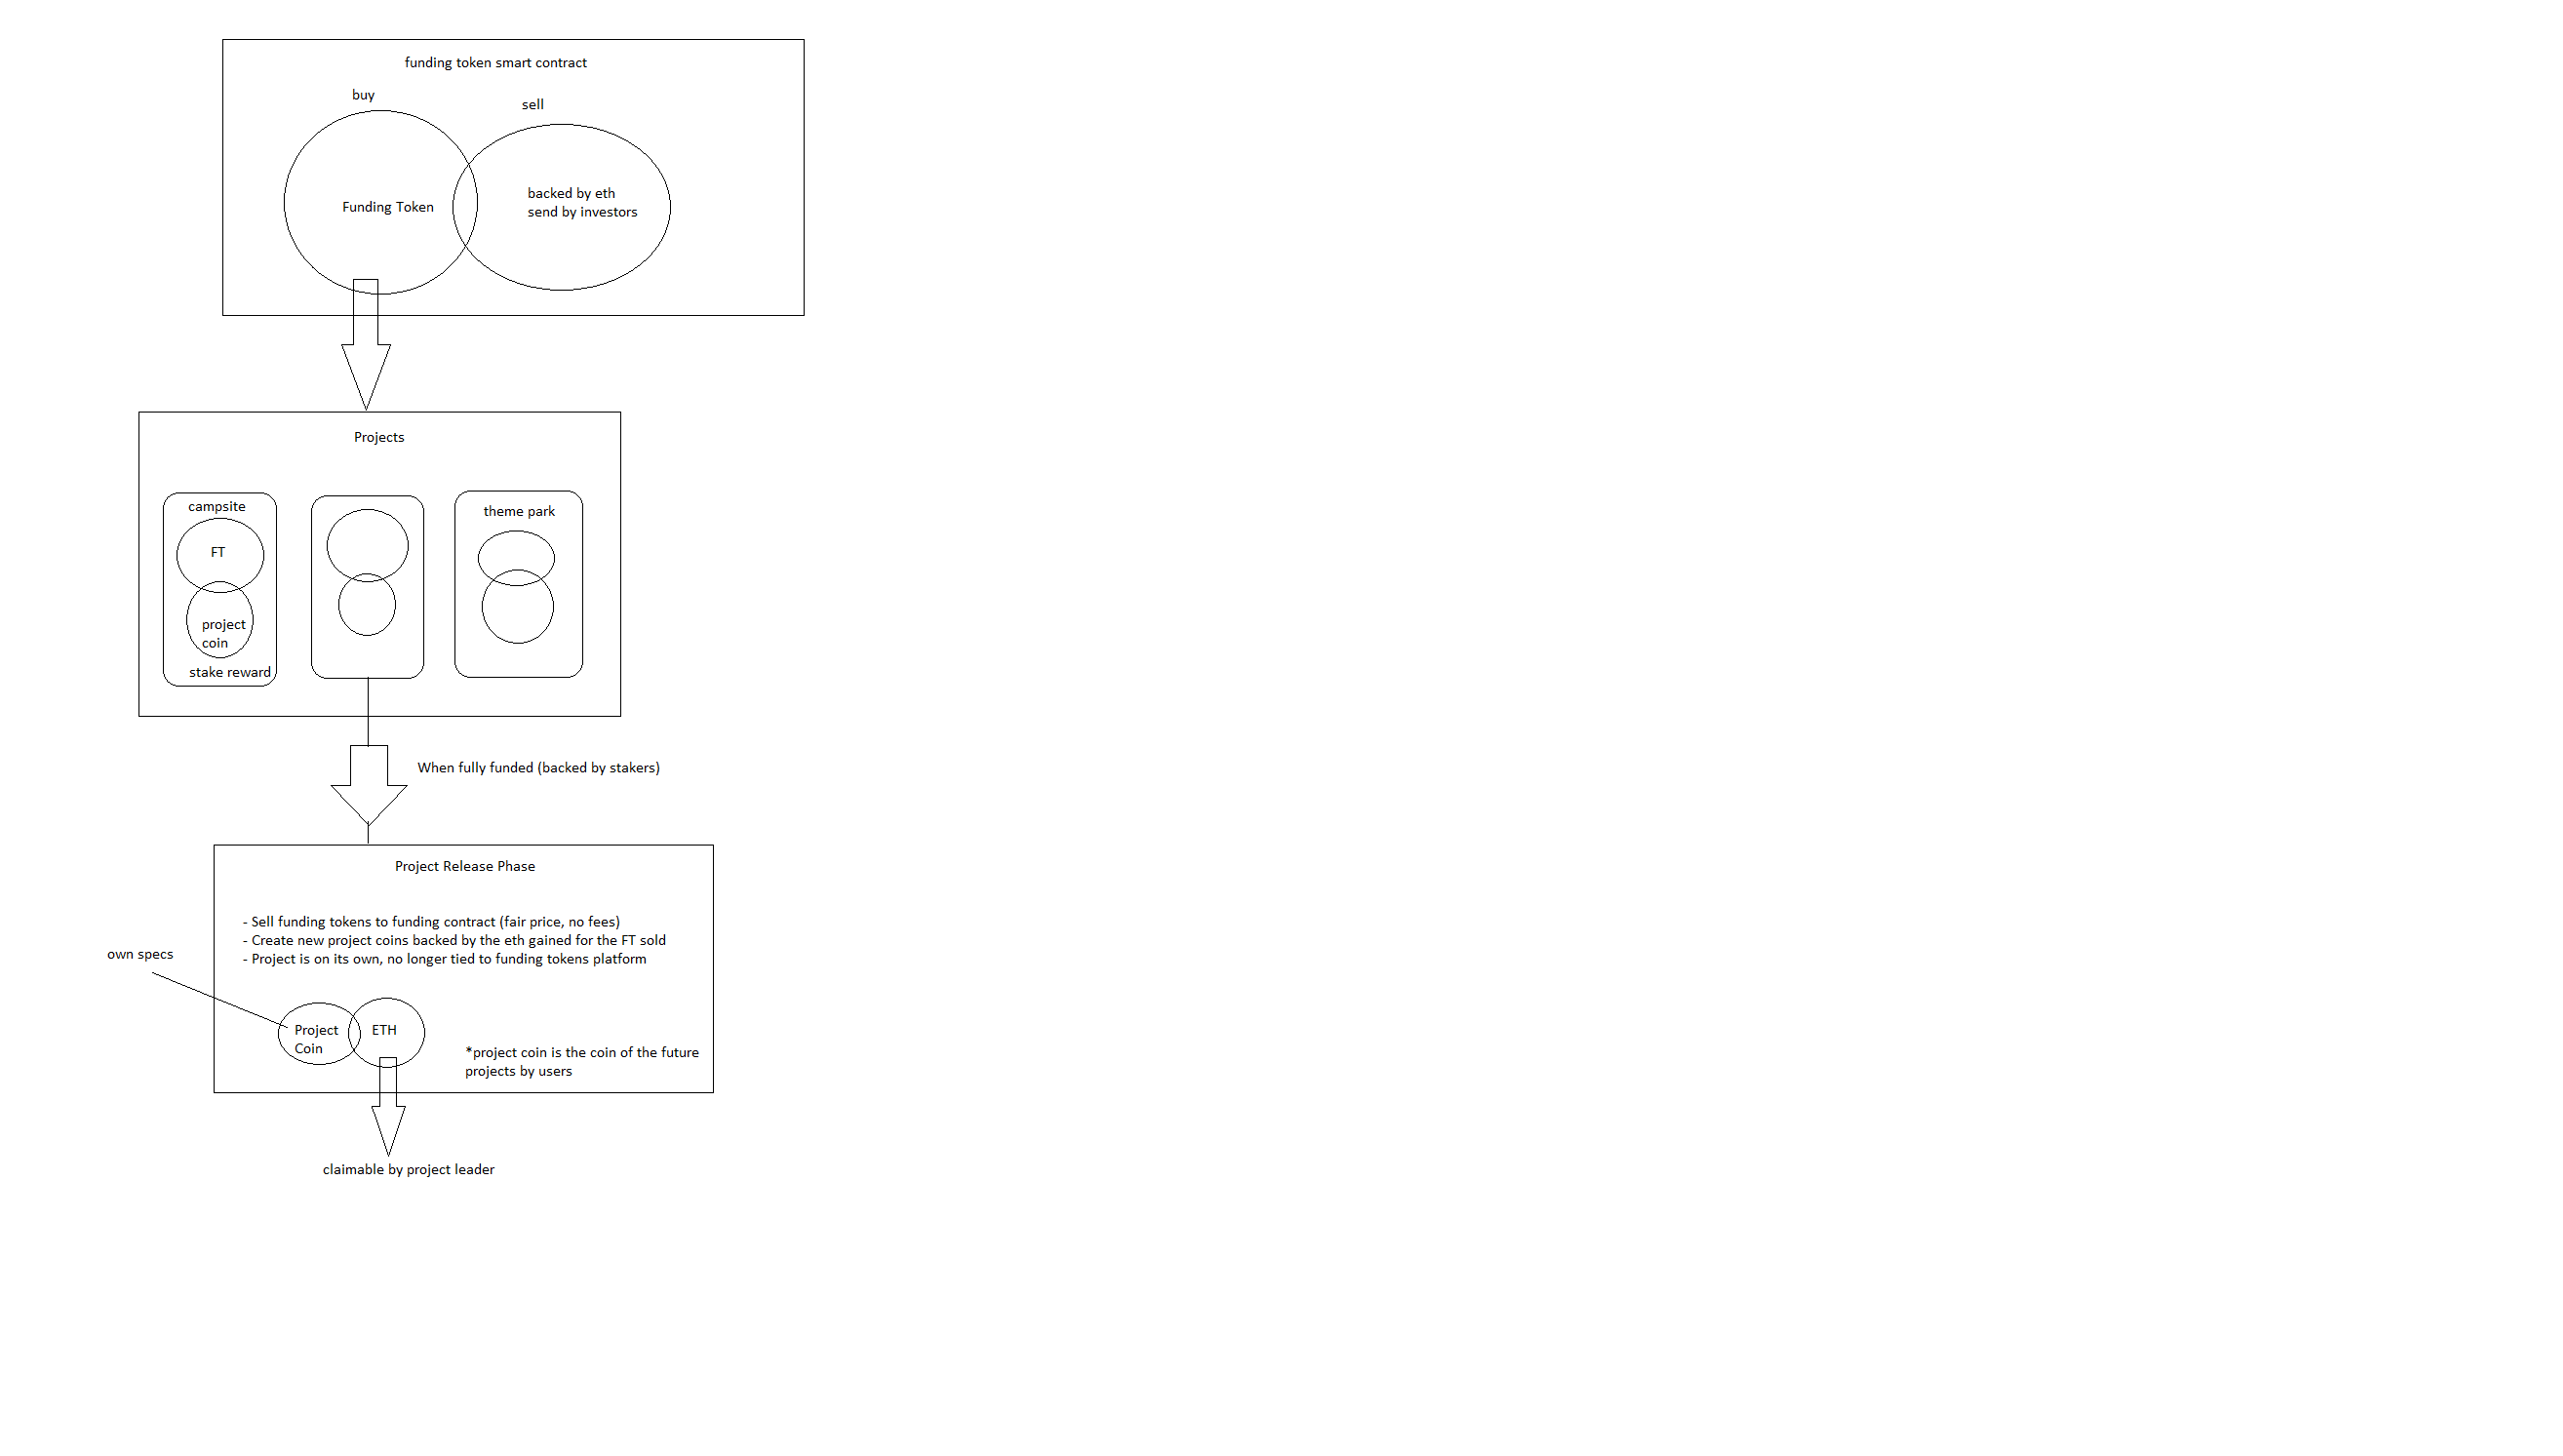 funding token smart contract
buy
sell
Funding Token
backed by eth
send by investors
Projects
campsite
FT
project
coin
stake reward
theme park
When fully funded (backed by stakers)
Project Release Phase
- Sell funding tokens to funding contract (fair price, no fees)
- Create new project coins backed by the eth gained for the FT sold
- Project is on its own, no longer tied to funding tokens platform
own specs
Project
Coin
ETH
*project coin is the coin of the future
projects by users
claimable by project leader